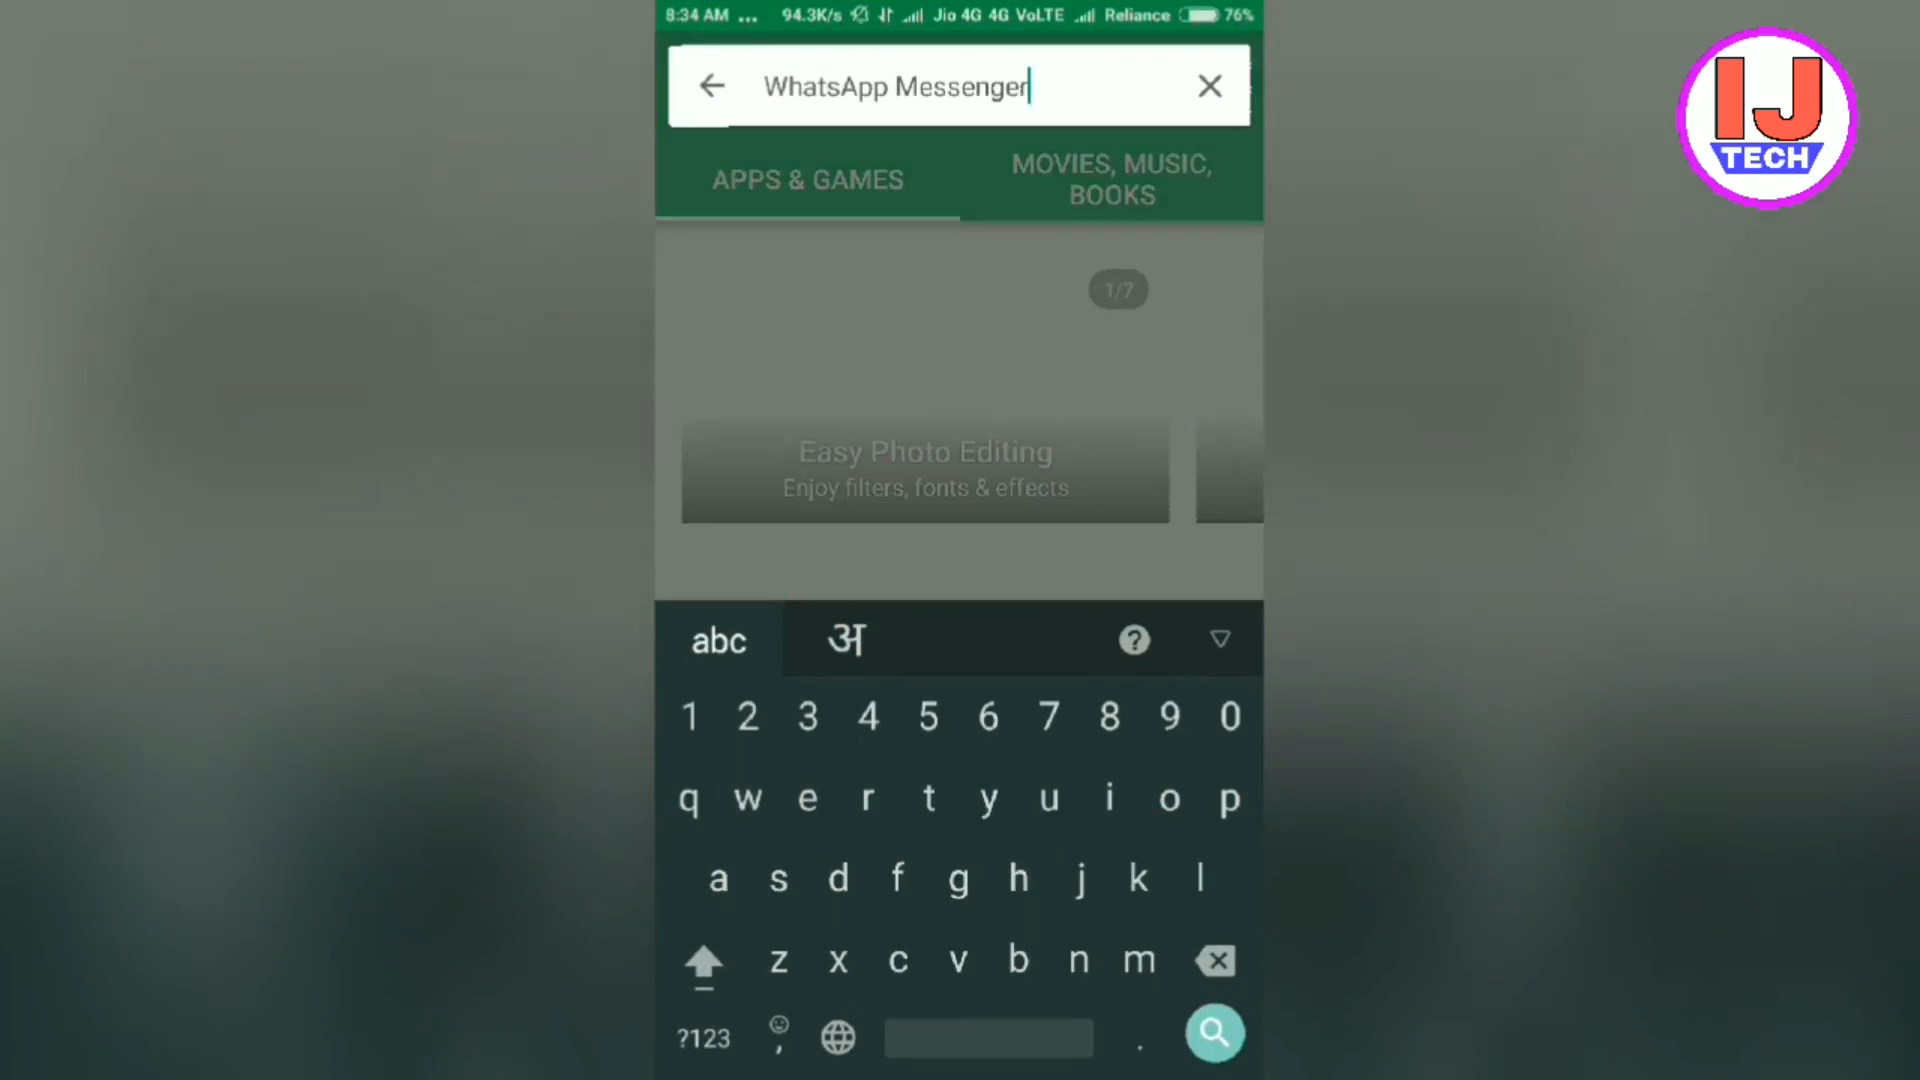 8:34 AM ... 94.3K/s Jio 4G 4G VoLTE Reliance 76%
WhatsApp Messenger
APPS & GAMES
MOVIES, MUSIC,
BOOKS
1/7
Easy Photo Editing
Enjoy filters, fonts & effects
abc अ ?
1 2 3 4 5 6 7 8 9 0
q w e r t y u i o p
a s d f g h j k l
z x c v b n m
?123 , .
IJ
TECH